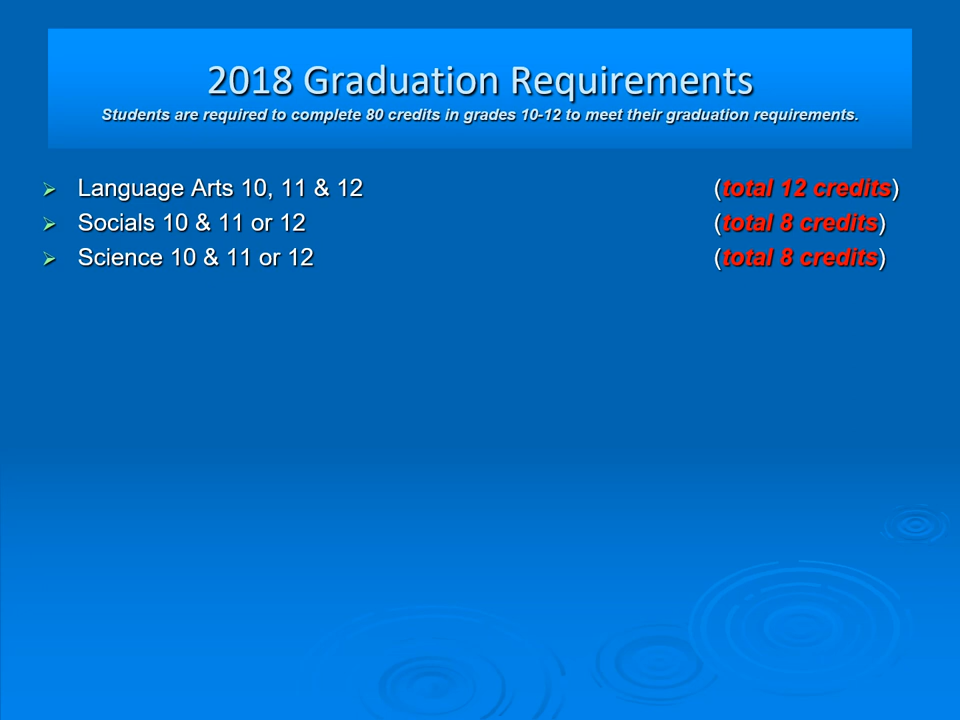 2018 Graduation Requirements
Students are required to complete 80 credits in grades 10-12 to meet their graduation requirements.
Language Arts 10, 11 & 12 (total 12 credits)
Socials 10 & 11 or 12 (total 8 credits)
Science 10 & 11 or 12 (total 8 credits)